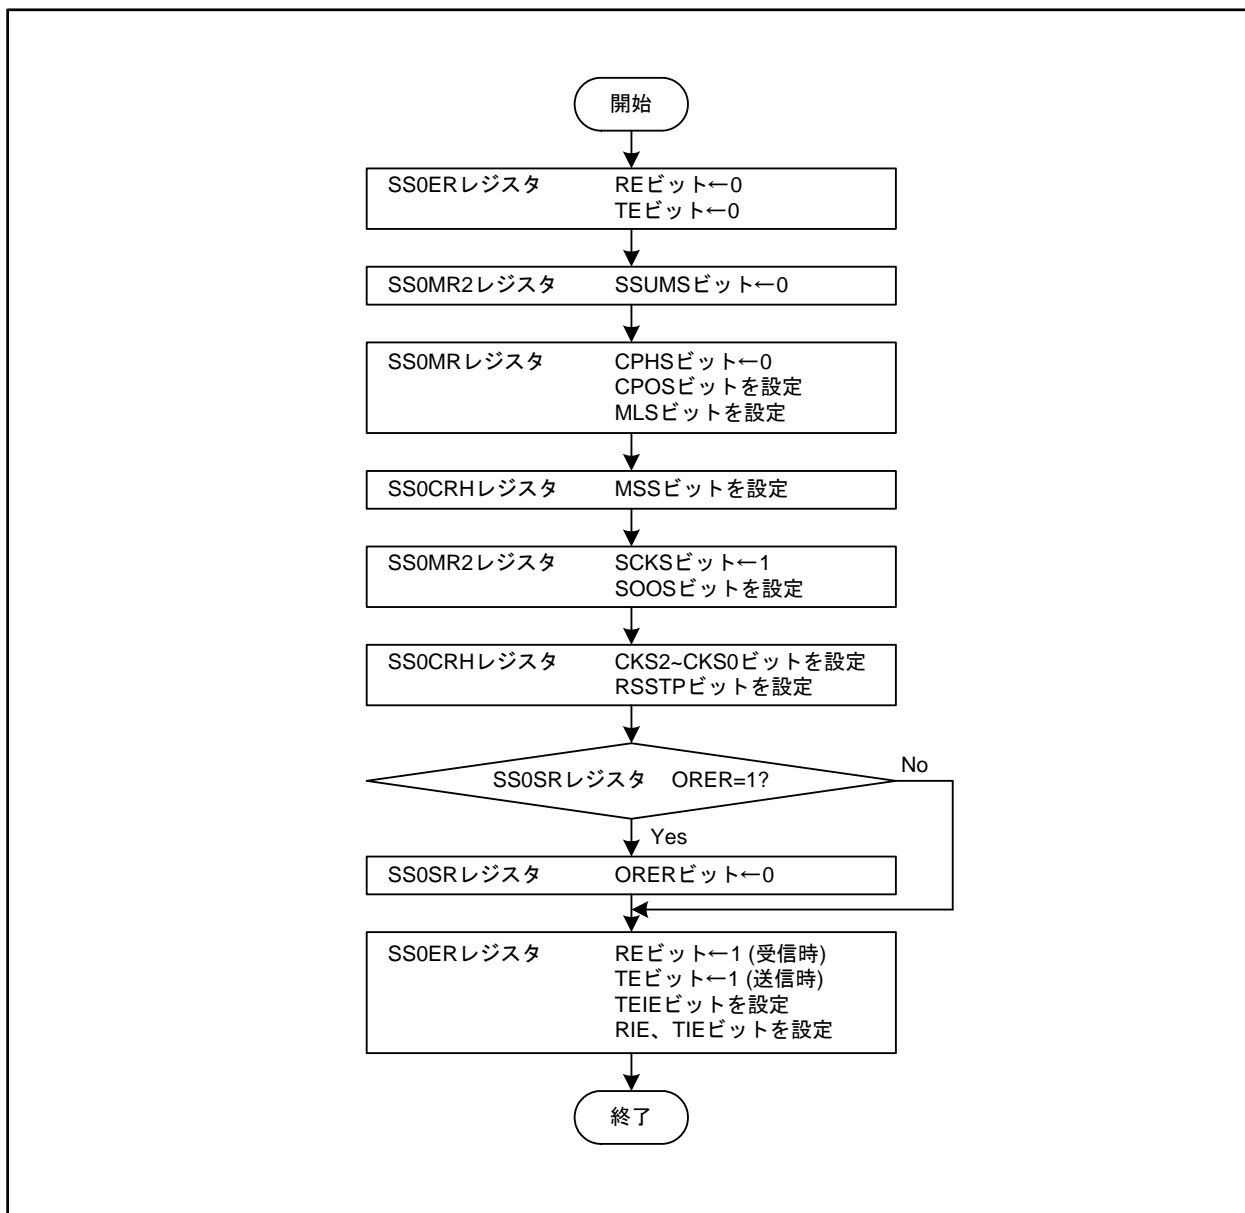 開始
SS0ERレジスタ REビット←0
TEビット←0
SS0MR2レジスタ SSUMSビット←0
SS0MRレジスタ CPHSビット←0
CPOSビットを設定
MLSビットを設定
SS0CRHレジスタ MSSビットを設定
SS0MR2レジスタ SCKSビット←1
SOOSビットを設定
SS0CRHレジスタ CKS2~CKS0ビットを設定
RSSTPビットを設定
SS0SRレジスタ ORER=1?
No
Yes
SS0SRレジスタ ORERビット←0
SS0ERレジスタ REビット←1 (受信時)
TEビット←1 (送信時)
TEIEビットを設定
RIE、TIEビットを設定
終了